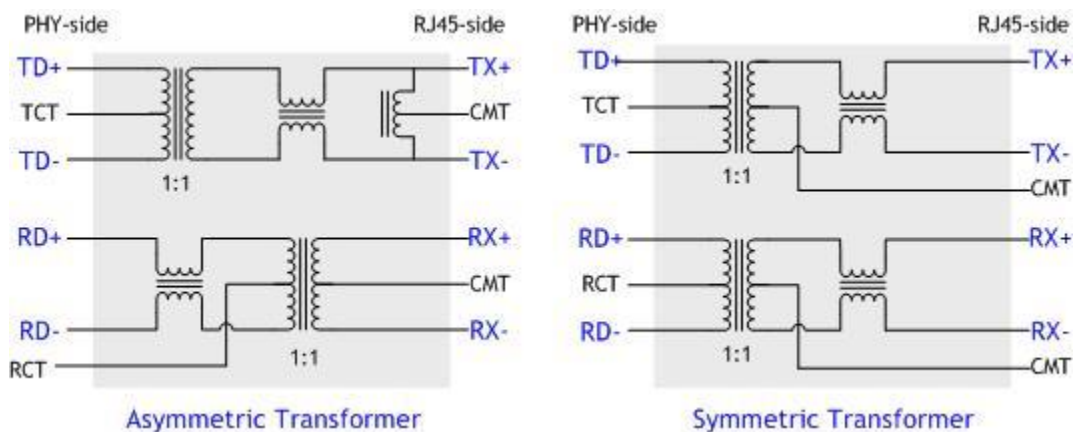 PHY-side RJ45-side
TD+ TX+
TCT CMT
TD- TX-
1:1
RD+ RX+
CMT
RD- RX-
RCT
1:1
Asymmetric Transformer
PHY-side RJ45-side
TD+ TX+
TCT
TD- TX-
1:1
CMT
RD+ RX+
RCT
RD- RX-
1:1
CMT
Symmetric Transformer